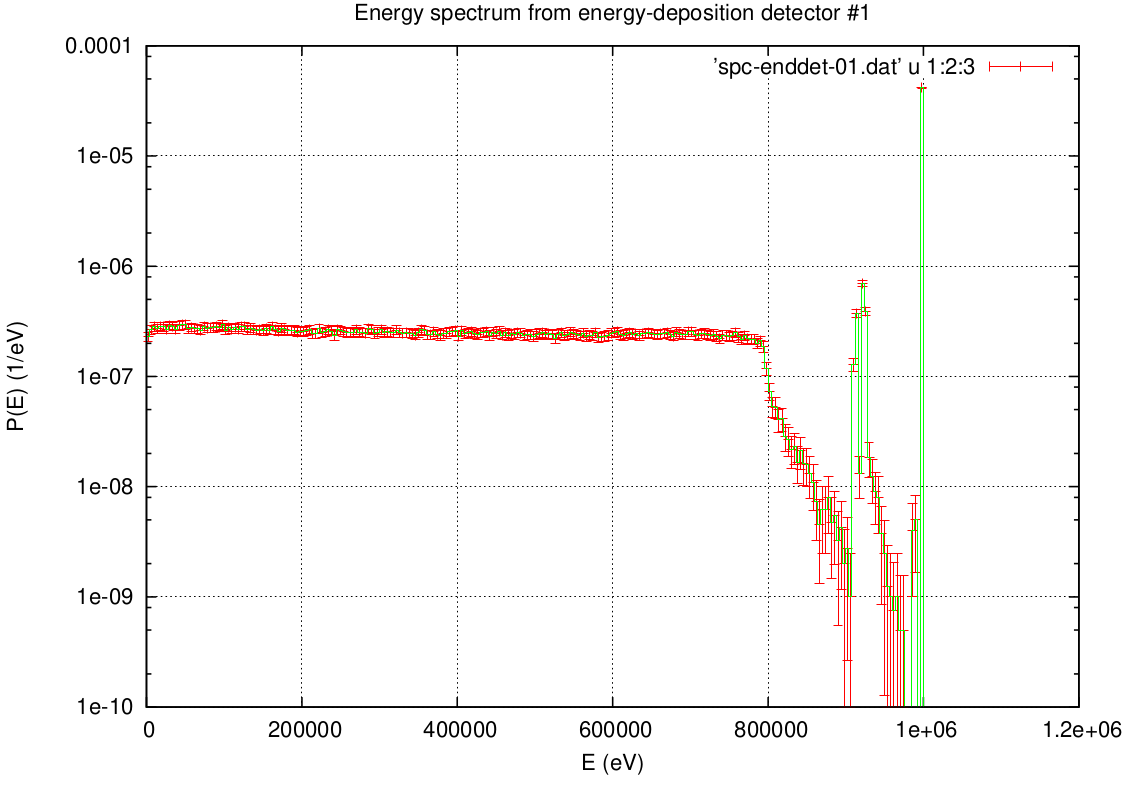 Energy spectrum from energy-deposition detector #1
'spc-enddet-01.dat' u 1:2:3
0.0001
1e-05
1e-06
1e-07
1e-08
1e-09
1e-10
P(E) (1/eV)
0 200000 400000 600000 800000 1e+06 1.2e+06
E (eV)